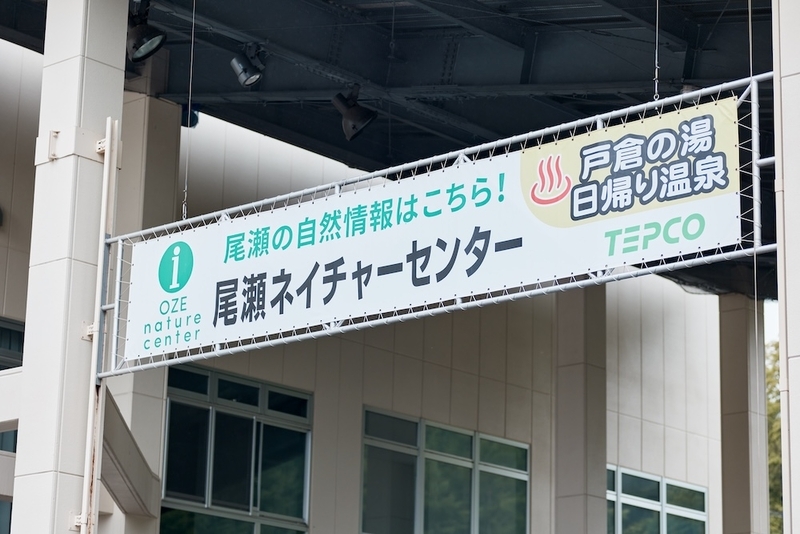 i
OZE
nature
center
尾瀬の自然情報はこちら!
尾瀬ネイチャーセンター
戸倉の湯
日帰り温泉
TEPCO